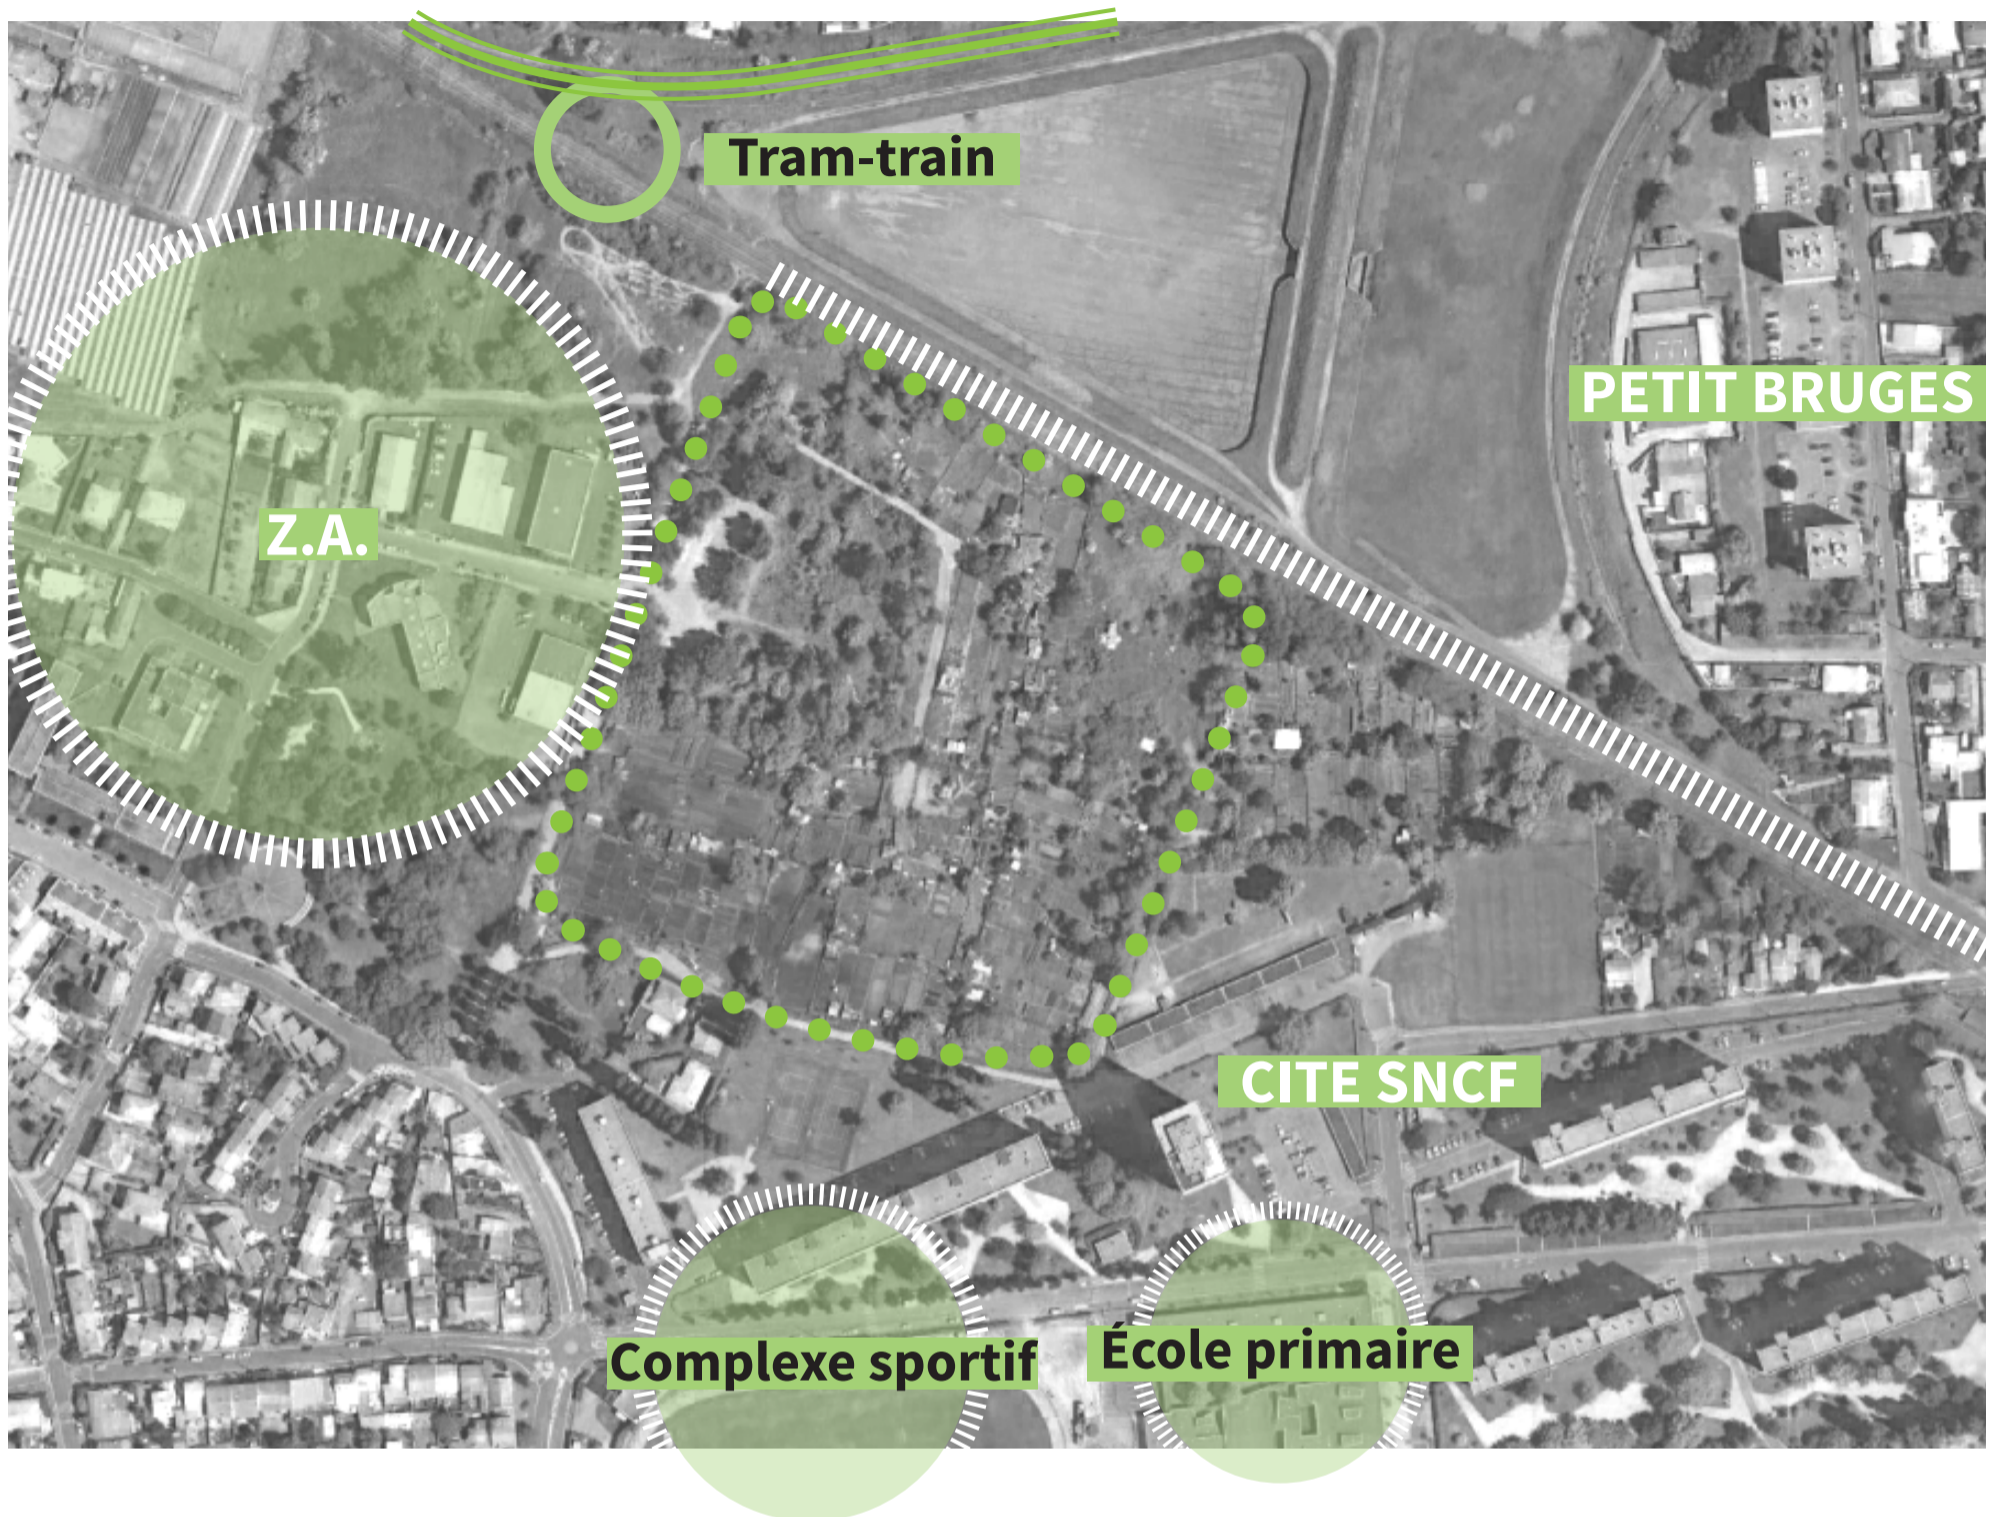 Tram-train
PETIT BRUGES
Z.A.
CITE SNCF
École primaire
Complexe sportif